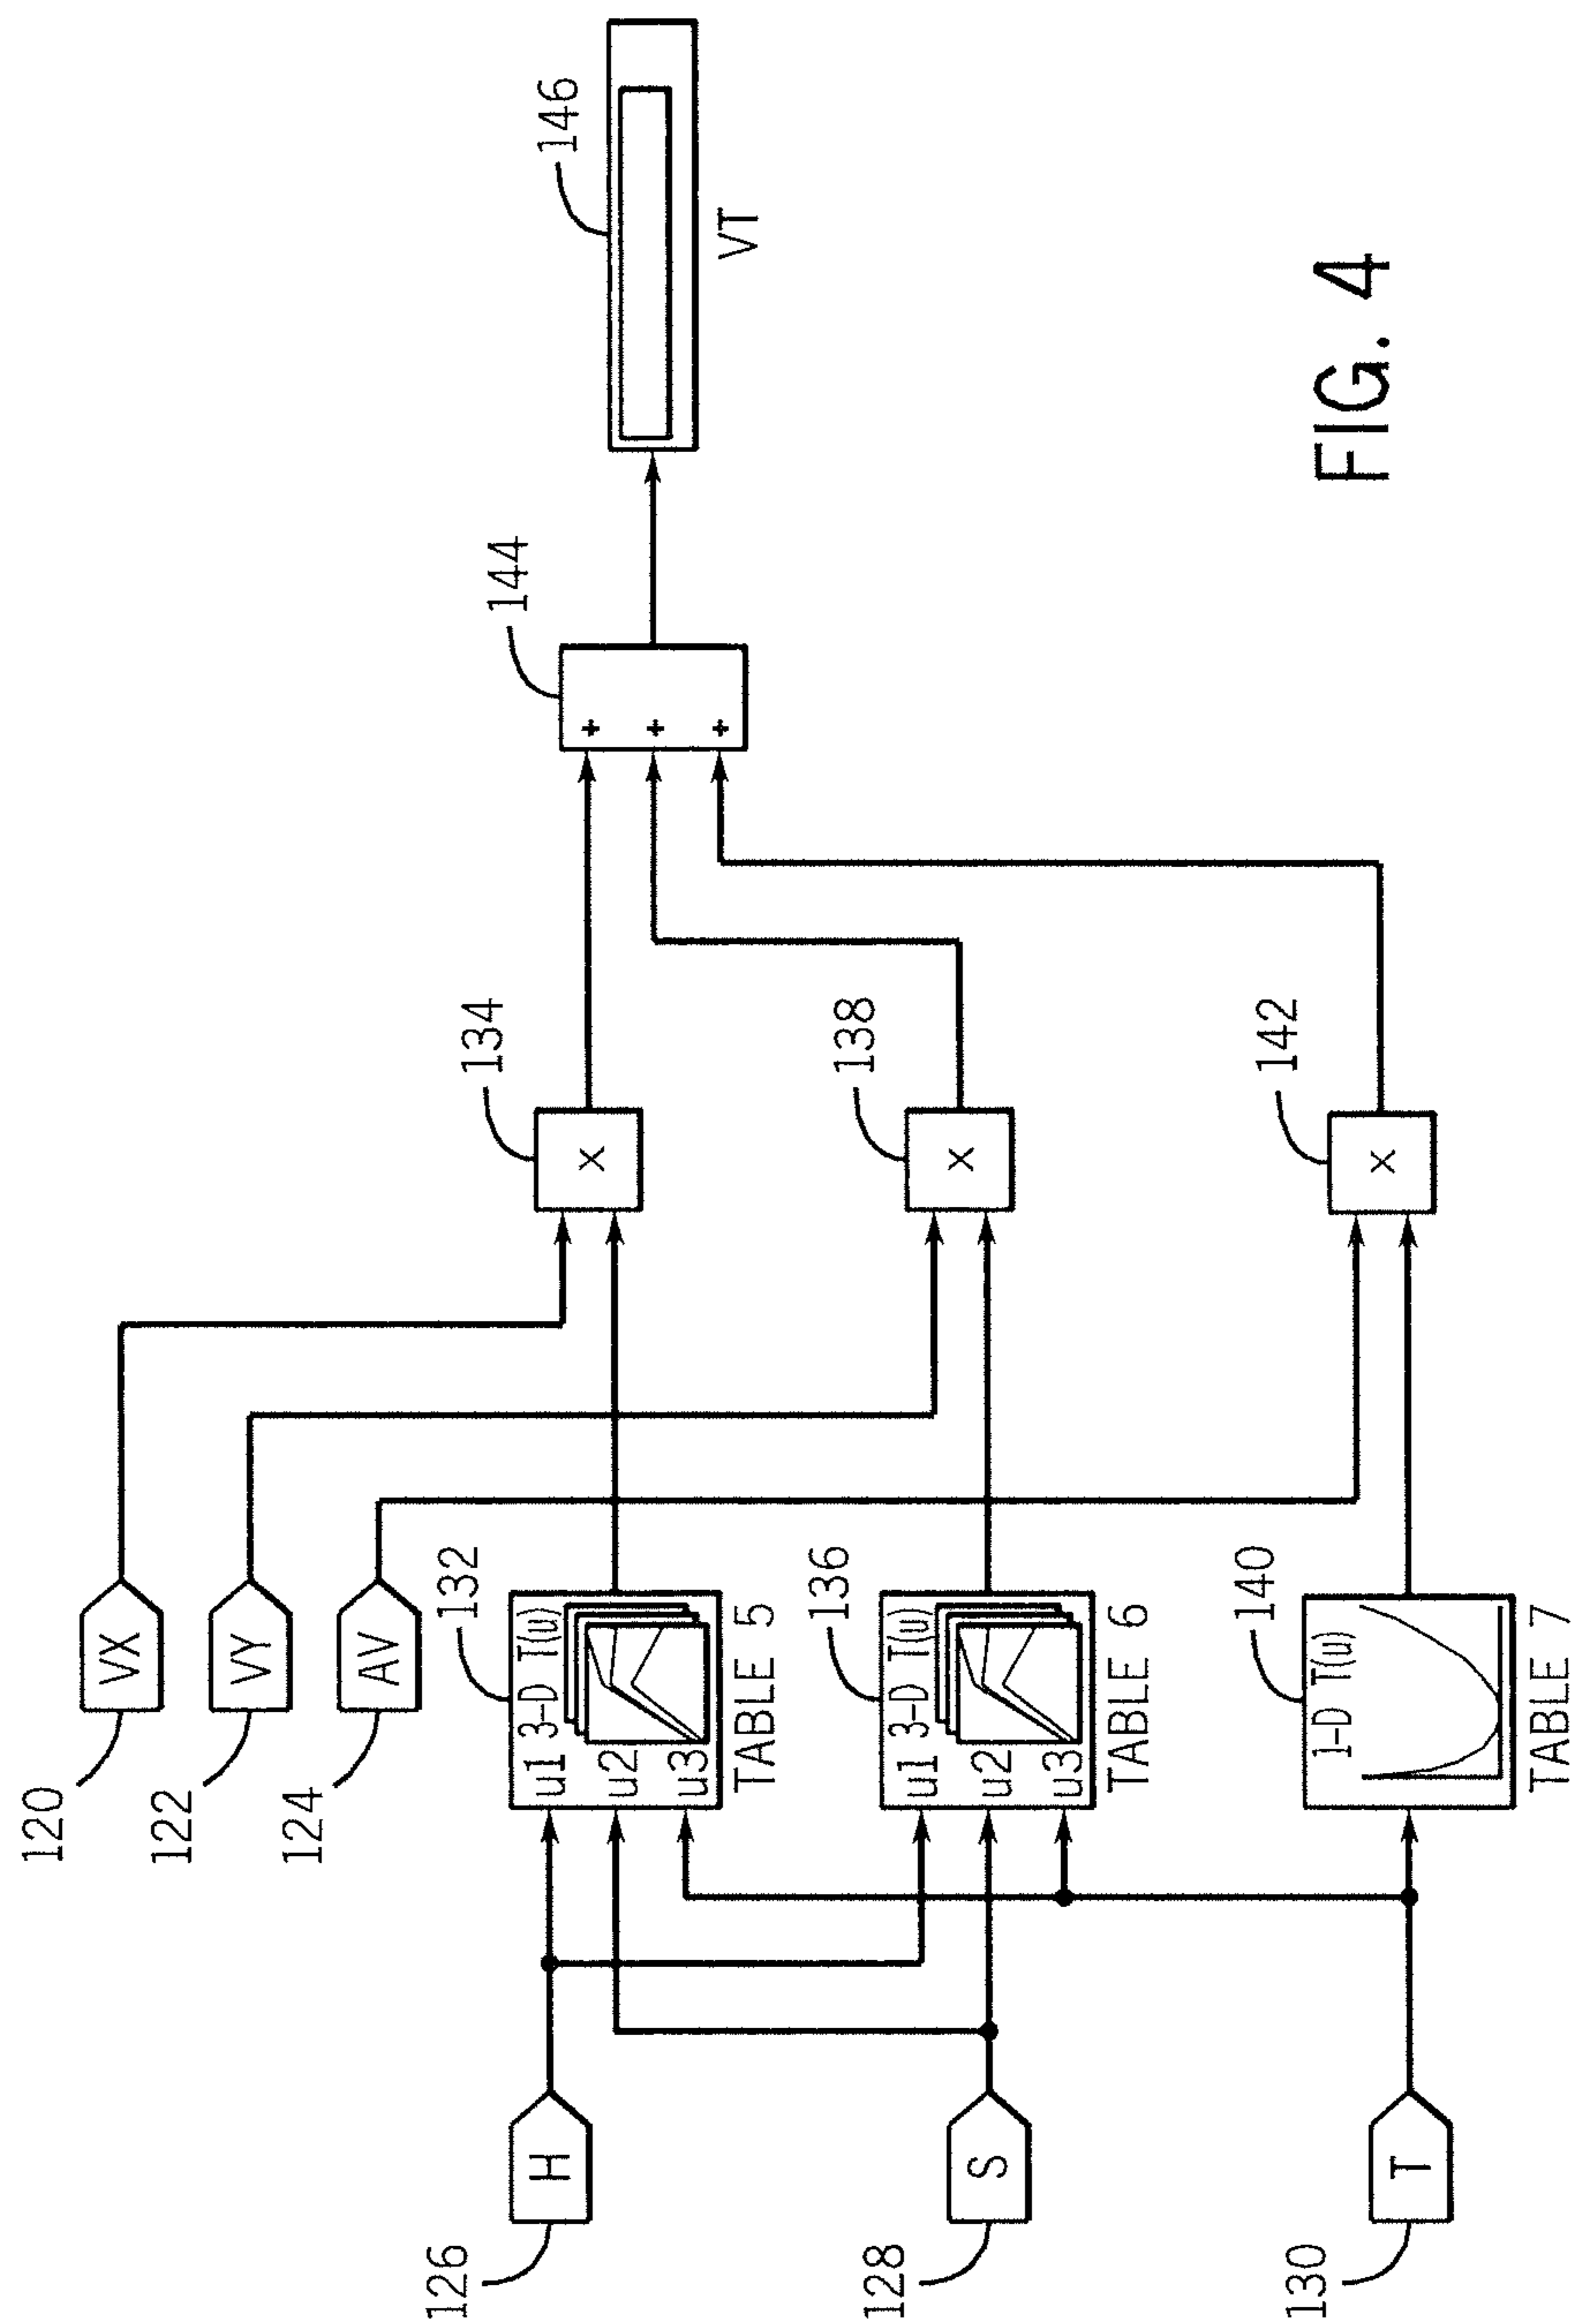 120
VX
122
VY
124
AV
126
H
132
u1 3-D T(u)
u2
u3
TABLE 5
134
x
144
+
+
+
146
VT
128
S
136
u1 3-D T(u)
u2
u3
TABLE 6
138
x
130
T
140
1-D T(u)
TABLE 7
142
x
FIG. 4